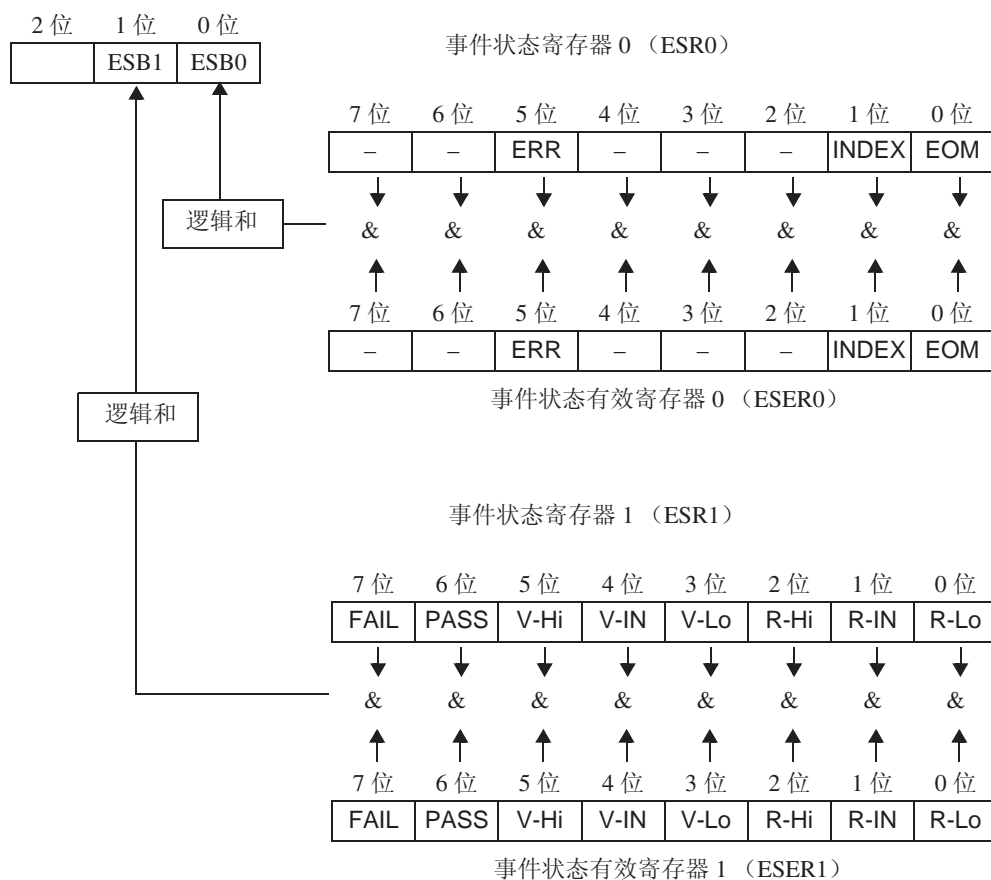 2 位 1 位 0 位
ESB1 ESB0
事件状态寄存器 0 （ESR0）
7 位 6 位 5 位 4 位 3 位 2 位 1 位 0 位
– – ERR – – – INDEX EOM
逻辑和
& & & & & & & &
7 位 6 位 5 位 4 位 3 位 2 位 1 位 0 位
– – ERR – – – INDEX EOM
事件状态有效寄存器 0 （ESER0）
逻辑和
事件状态寄存器 1 （ESR1）
7 位 6 位 5 位 4 位 3 位 2 位 1 位 0 位
FAIL PASS V-Hi V-IN V-Lo R-Hi R-IN R-Lo
& & & & & & & &
7 位 6 位 5 位 4 位 3 位 2 位 1 位 0 位
FAIL PASS V-Hi V-IN V-Lo R-Hi R-IN R-Lo
事件状态有效寄存器 1 （ESER1）